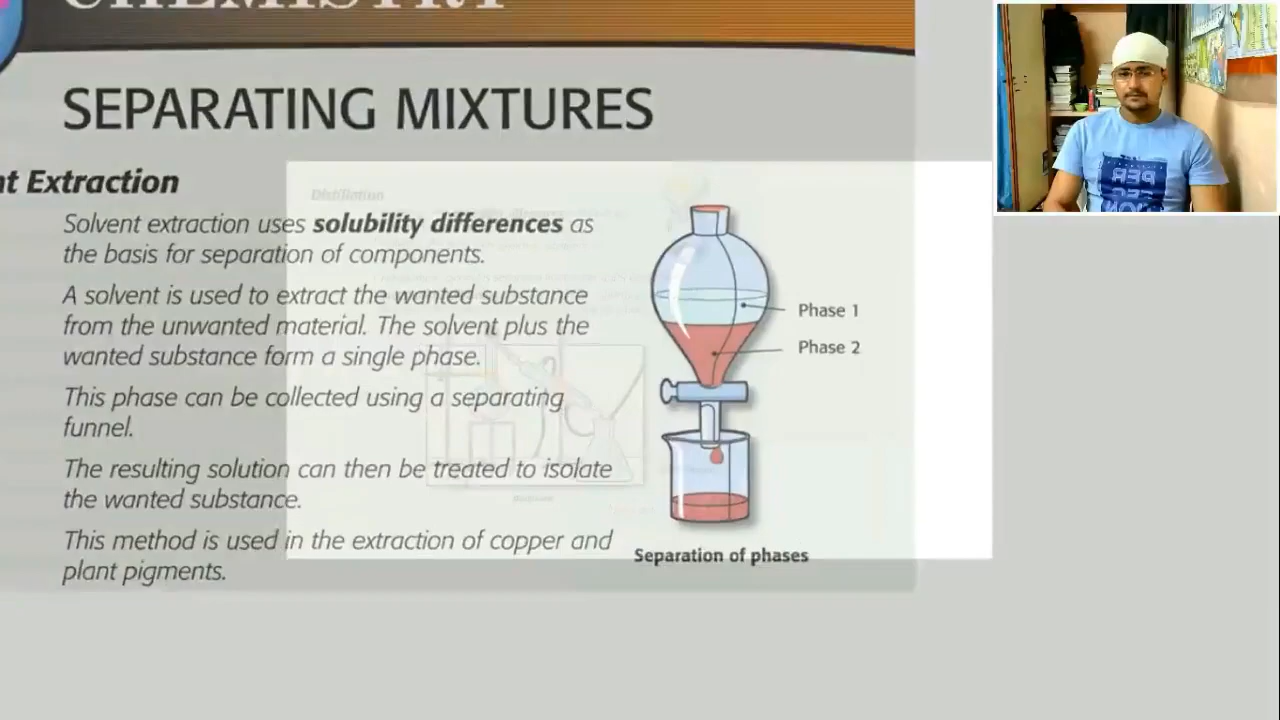 CHEMISTRY
SEPARATING MIXTURES
nt Extraction
Distillation
Solvent extraction uses solubility differences as
the basis for separation of components.
A solvent is used to extract the wanted substance
from the unwanted material. The solvent plus the
wanted substance form a single phase.
Phase 1
Phase 2
This phase can be collected using a separating
funnel.
The resulting solution can then be treated to isolate
the wanted substance.
This method is used in the extraction of copper and
plant pigments.
Separation of phases